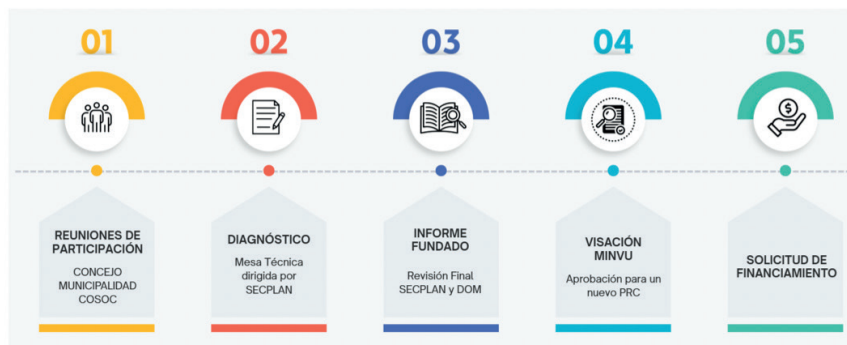 01
02
03
04
05
REUNIONES DE
PARTICIPACIÓN
CONCEJO
MUNICIPALIDAD
COSOC
DIAGNÓSTICO
Mesa Técnica
dirigida por
SECPLAN
INFORME
FUNDADO
Revisión Final
SECPLAN y DOM
VISACIÓN
MINVU
Aprobación para un
nuevo PRC
SOLICITUD DE
FINANCIAMIENTO